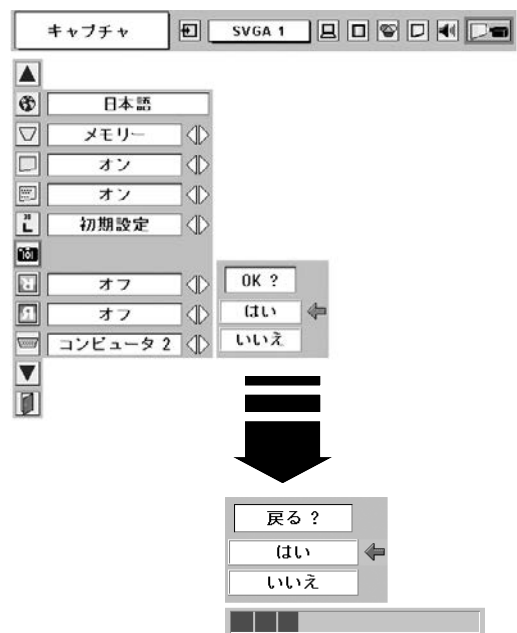 キャプチャ
SVGA 1
日本語
メモリー
オン
オン
初期設定
オフ
オフ
コンピュータ 2
OK ?
はい
いいえ
戻る ?
はい
いいえ